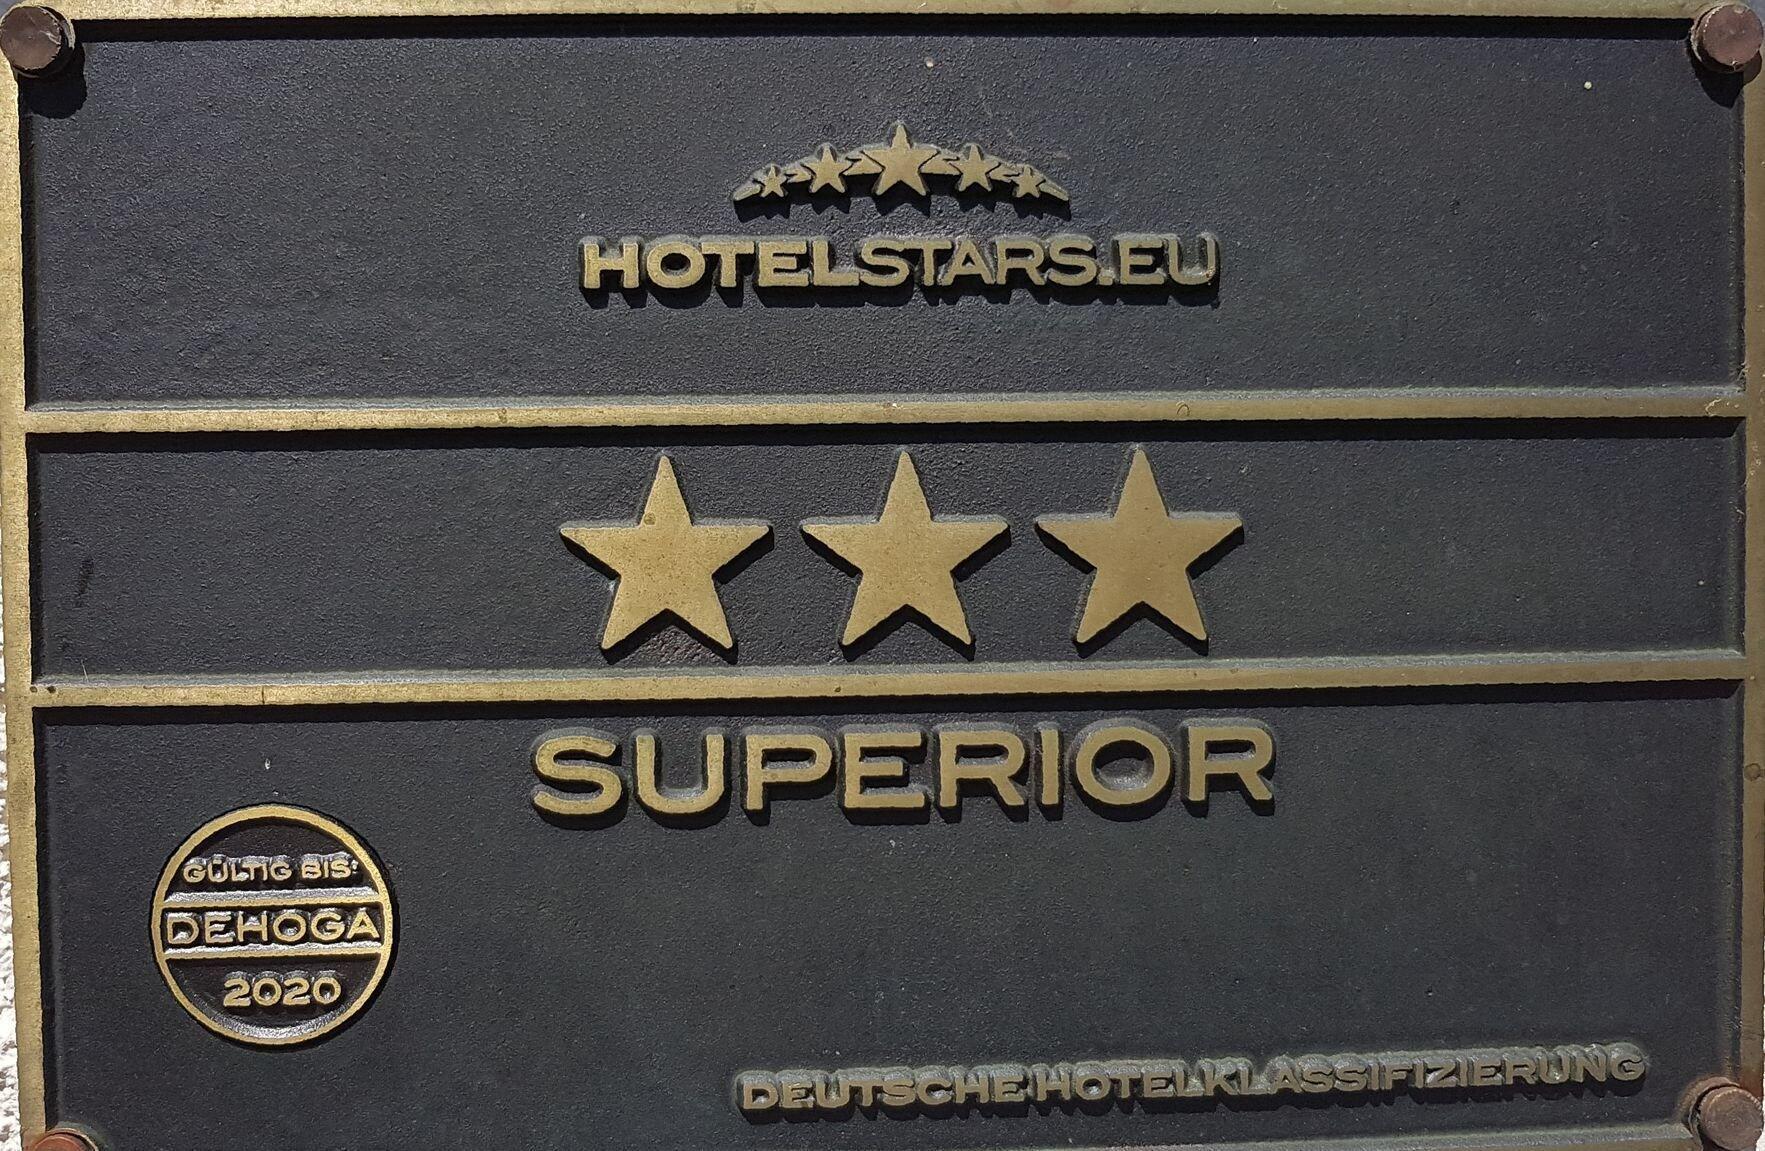 HOTELSTARS.EU
SUPERIOR
GÜLTIG BIS:
DEHOGA
2020
DEUTSCHE HOTELKLASSIFIZIERUNG